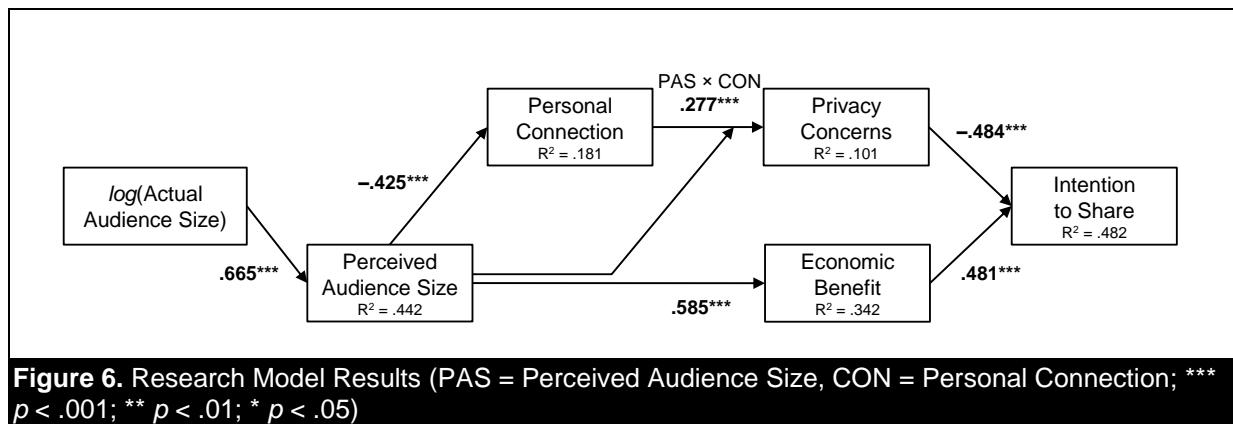 PAS × CON
.277***
Personal
Connection
R² = .181
Privacy
Concerns
R² = .101
–.484***
–.425***
log(Actual
Audience Size)
Intention
to Share
R² = .482
.665***
Perceived
Audience Size
R² = .442
Economic
Benefit
R² = .342
.585***
.481***
Figure 6. Research Model Results (PAS = Perceived Audience Size, CON = Personal Connection; ***
p < .001; ** p < .01; * p < .05)